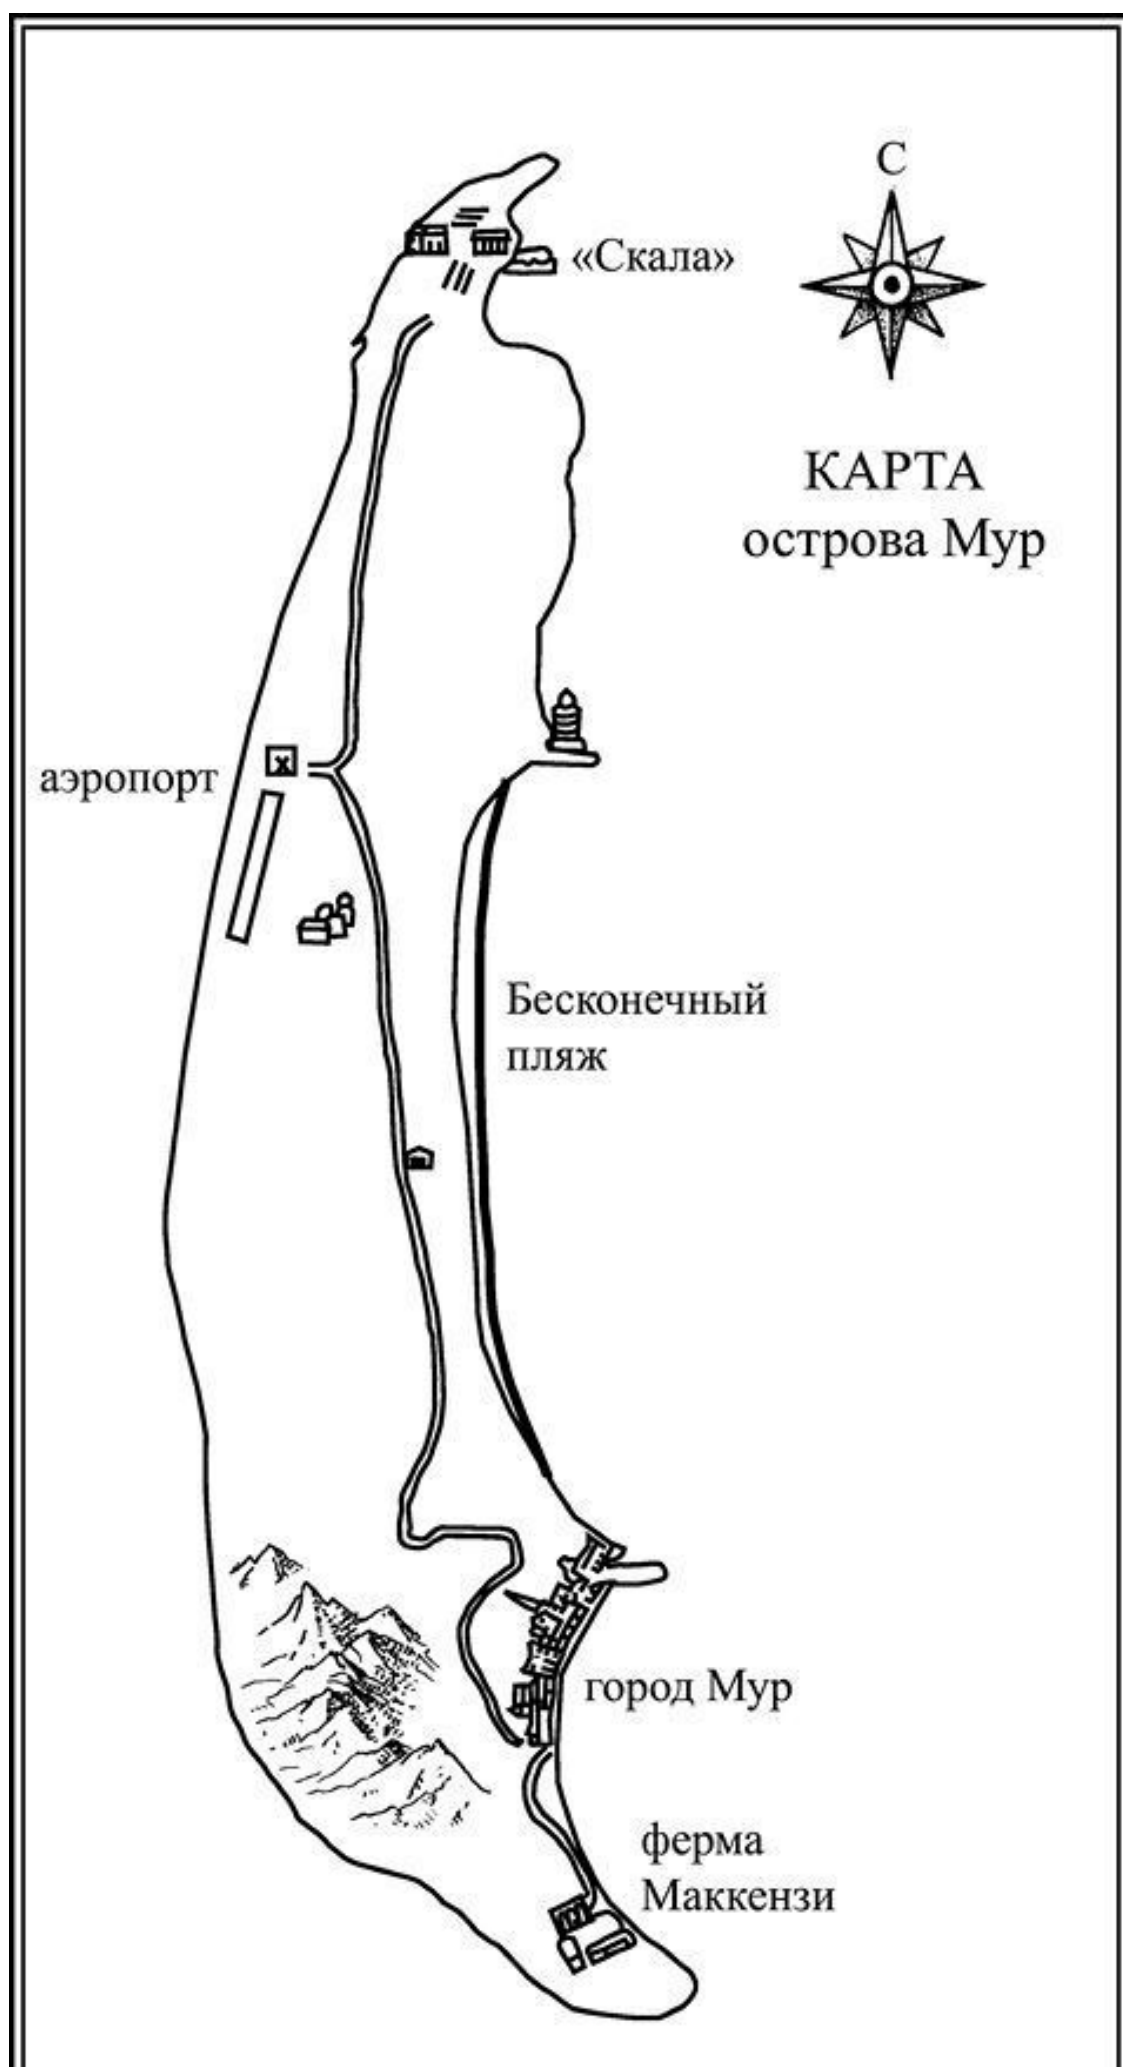 С
«Скала»
КАРТА
острова Мур
аэропорт
x
Бесконечный
пляж
город Мур
ферма
Маккензи